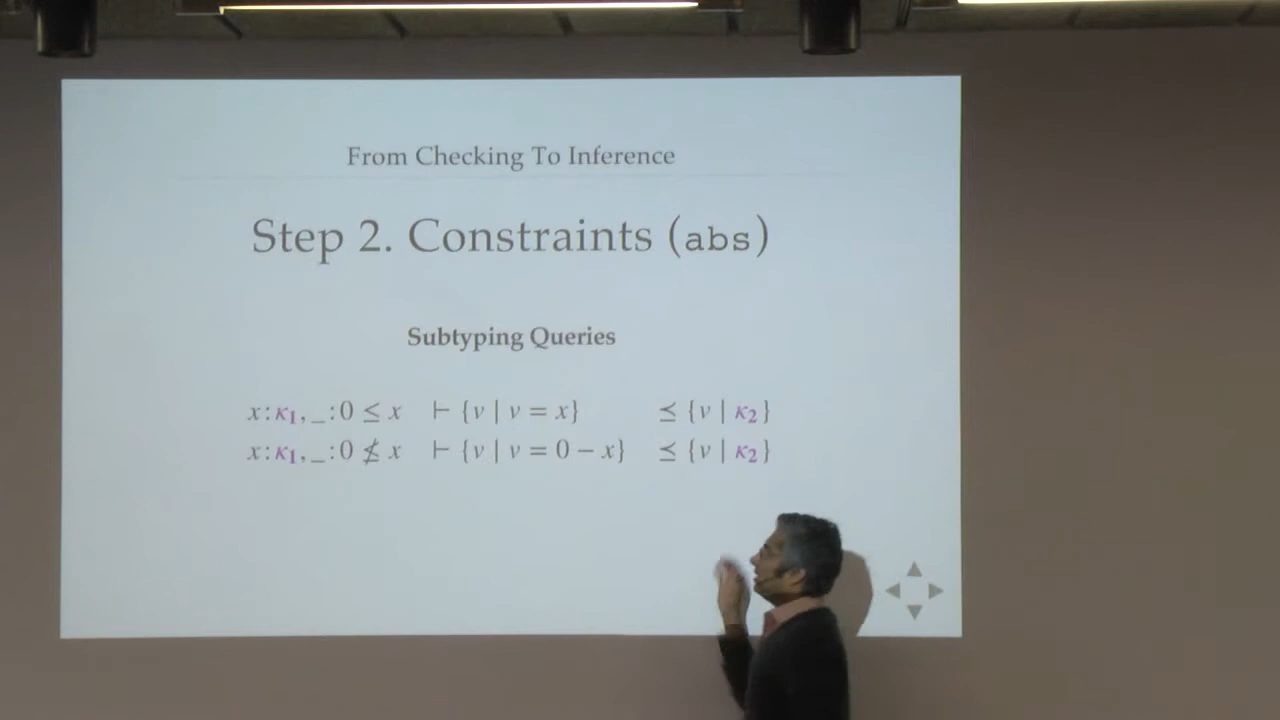 From Checking To Inference
Step 2. Constraints (abs)
Subtyping Queries
x:κ₁,_:0 ≤ x ⊢ {ν | ν = x} ⪯ {ν | κ₂}
x:κ₁,_:0 ≰ x ⊢ {ν | ν = 0 − x} ⪯ {ν | κ₂}